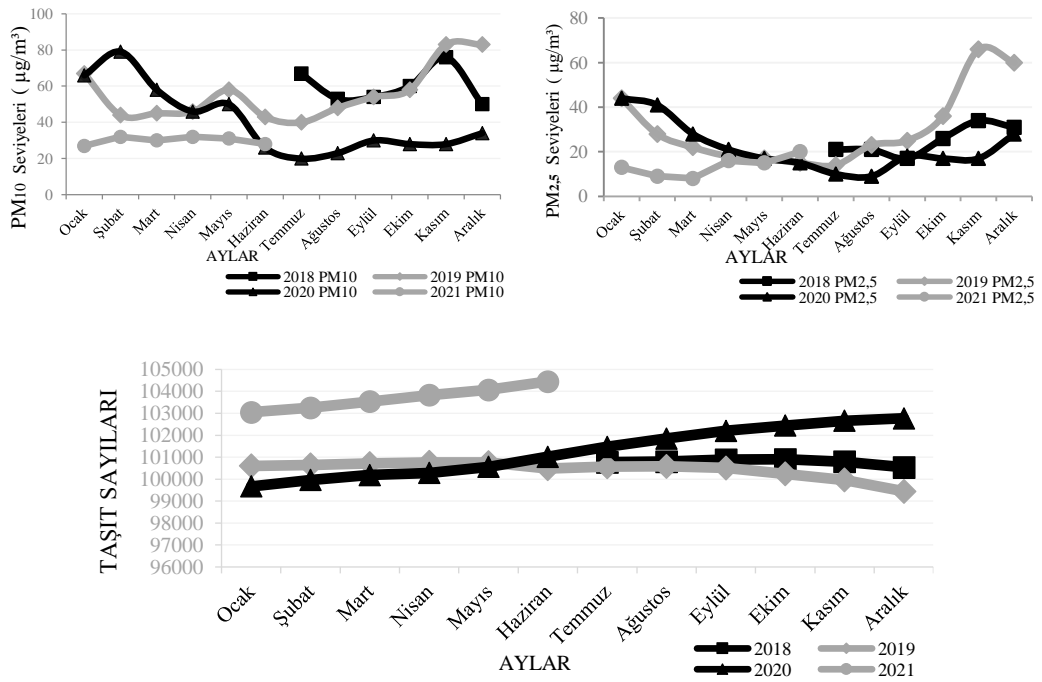 PM10 Seviyeleri ( µg/m³)
100
80
60
40
20
0
Ocak
Şubat
Mart
Nisan
Mayıs
Haziran
Temmuz
Ağustos
Eylül
Ekim
Kasım
Aralık
AYLAR
2018 PM10
2019 PM10
2020 PM10
2021 PM10
PM2,5 Seviyeleri ( µg/m³)
80
60
40
20
0
Ocak
Şubat
Mart
Nisan
Mayıs
Haziran
Temmuz
Ağustos
Eylül
Ekim
Kasım
Aralık
AYLAR
2018 PM2,5
2019 PM2,5
2020 PM2,5
2021 PM2,5
TAŞIT SAYILARI
105000
104000
103000
102000
101000
100000
99000
98000
97000
96000
Ocak
Şubat
Mart
Nisan
Mayıs
Haziran
Temmuz
Ağustos
Eylül
Ekim
Kasım
Aralık
AYLAR
2018
2019
2020
2021